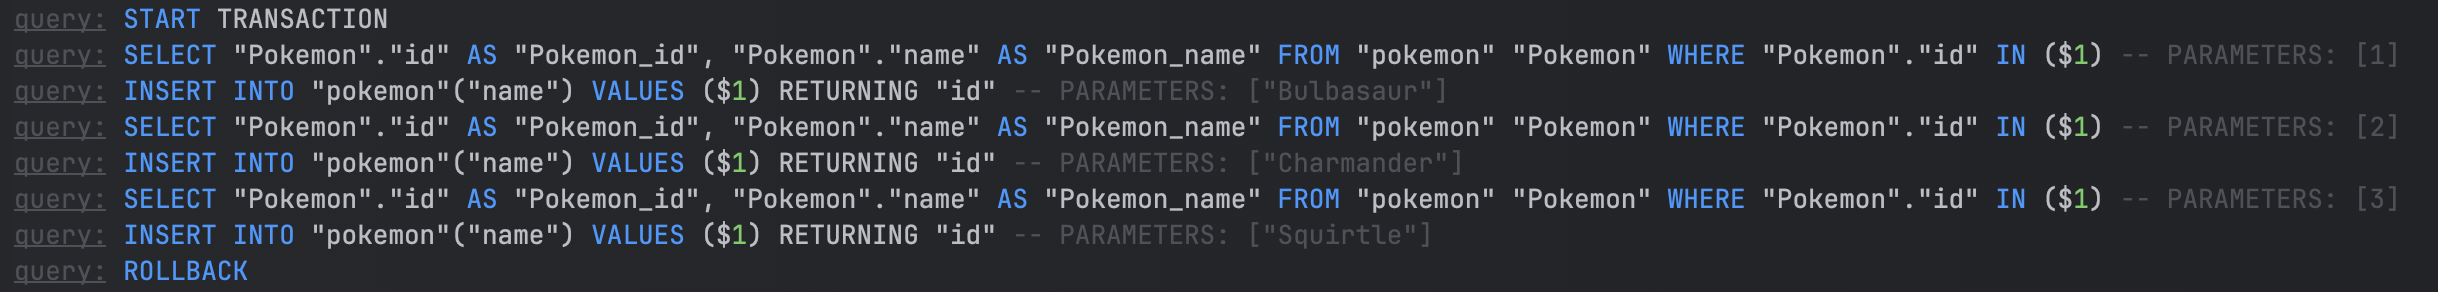 query: START TRANSACTION
query: SELECT "Pokemon"."id" AS "Pokemon_id", "Pokemon"."name" AS "Pokemon_name" FROM "pokemon" "Pokemon" WHERE "Pokemon"."id" IN ($1) -- PARAMETERS: [1]
query: INSERT INTO "pokemon"("name") VALUES ($1) RETURNING "id" -- PARAMETERS: ["Bulbasaur"]
query: SELECT "Pokemon"."id" AS "Pokemon_id", "Pokemon"."name" AS "Pokemon_name" FROM "pokemon" "Pokemon" WHERE "Pokemon"."id" IN ($1) -- PARAMETERS: [2]
query: INSERT INTO "pokemon"("name") VALUES ($1) RETURNING "id" -- PARAMETERS: ["Charmander"]
query: SELECT "Pokemon"."id" AS "Pokemon_id", "Pokemon"."name" AS "Pokemon_name" FROM "pokemon" "Pokemon" WHERE "Pokemon"."id" IN ($1) -- PARAMETERS: [3]
query: INSERT INTO "pokemon"("name") VALUES ($1) RETURNING "id" -- PARAMETERS: ["Squirtle"]
query: ROLLBACK